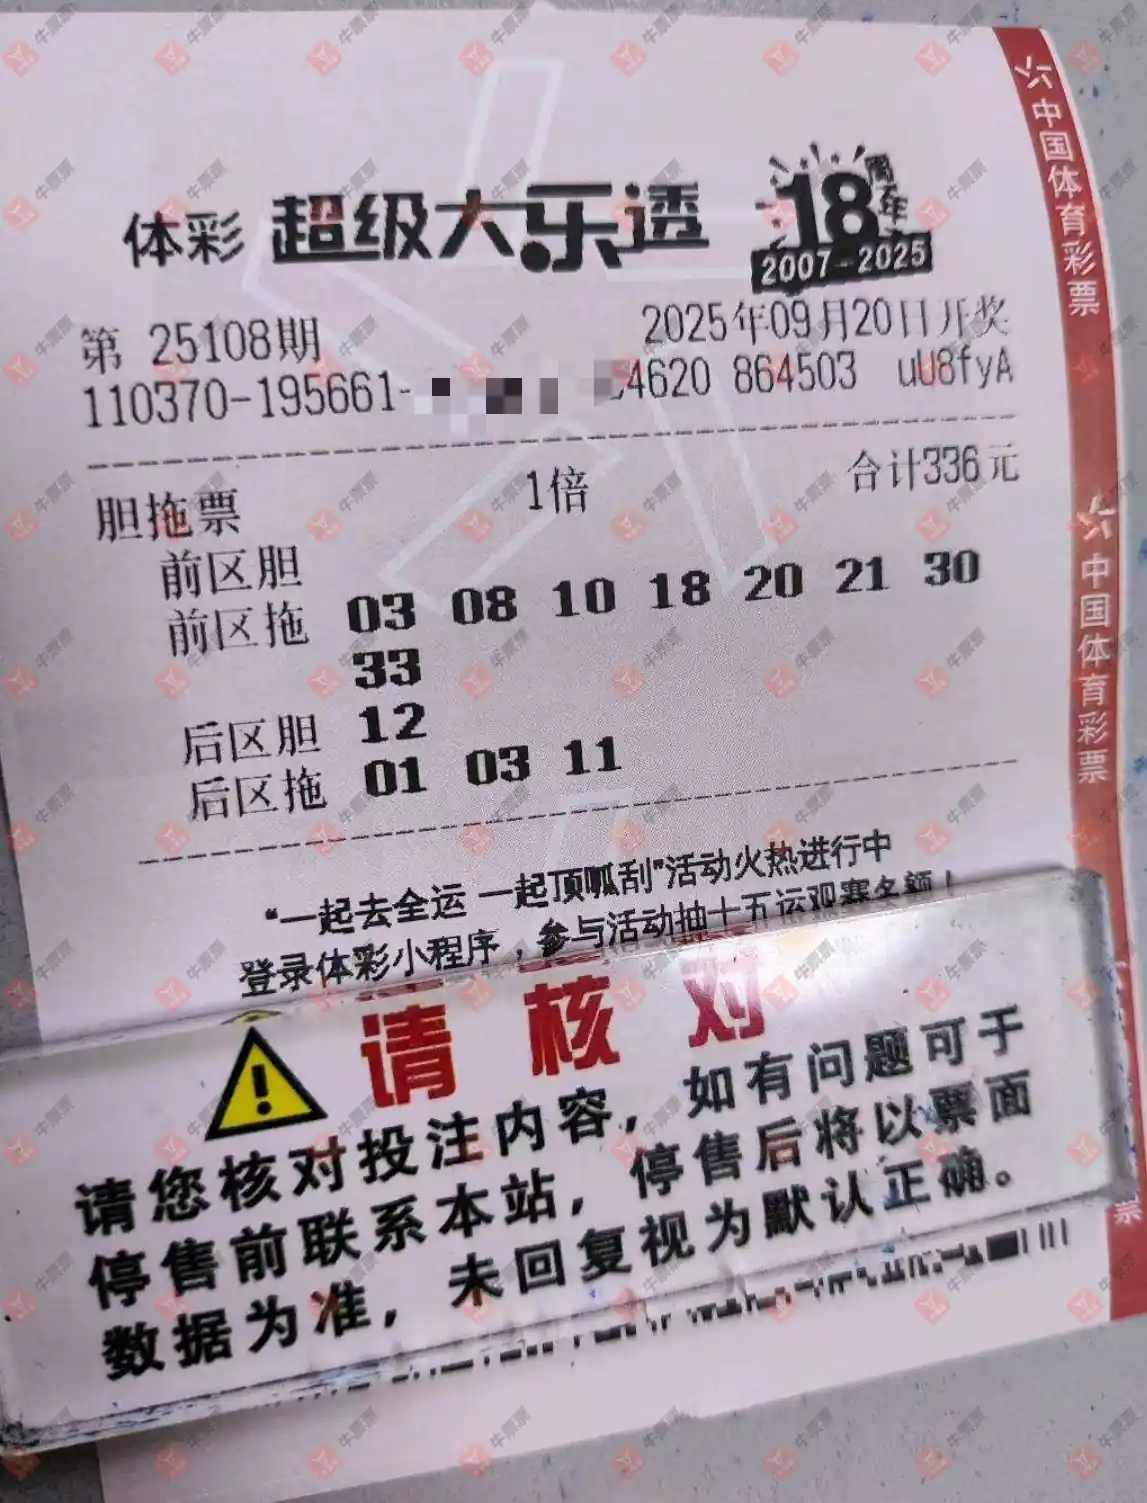 体彩 超级大乐透 18周年
2007-2025
第 25108期 2025年09月20日开奖
110370-195661- 4620 864503 uU8fyA
胆拖票 1倍 合计336元
前区胆
前区拖 03 08 10 18 20 21 30
33
后区胆 12
后区拖 01 03 11
“一起去全运 一起顶呱刮”活动火热进行中
登录体彩小程序，参与活动抽十五运观赛名额！
请核对
请您核对投注内容，如有问题可于
停售前联系本站，停售后将以票面
数据为准，未回复视为默认正确。
中国体育彩票
中国体育彩票
票
牛票票